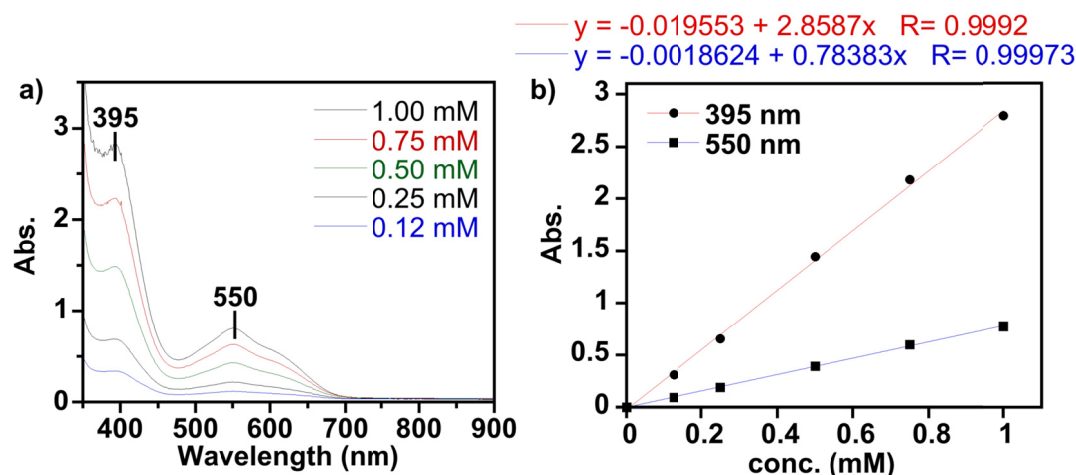 y = -0.019553 + 2.8587x R= 0.9992
y = -0.0018624 + 0.78383x R= 0.99973
a)
395
550
1.00 mM
0.75 mM
0.50 mM
0.25 mM
0.12 mM
3
2
1
0
Abs.
400 500 600 700 800 900
Wavelength (nm)
b)
395 nm
550 nm
3
2.5
2
1.5
1
0.5
0
Abs.
0 0.2 0.4 0.6 0.8 1
conc. (mM)